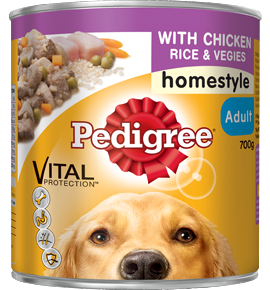 WITH CHICKEN
RICE & VEGIES
homestyle
Pedigree
Adult
700g
VITAL
PROTECTION™